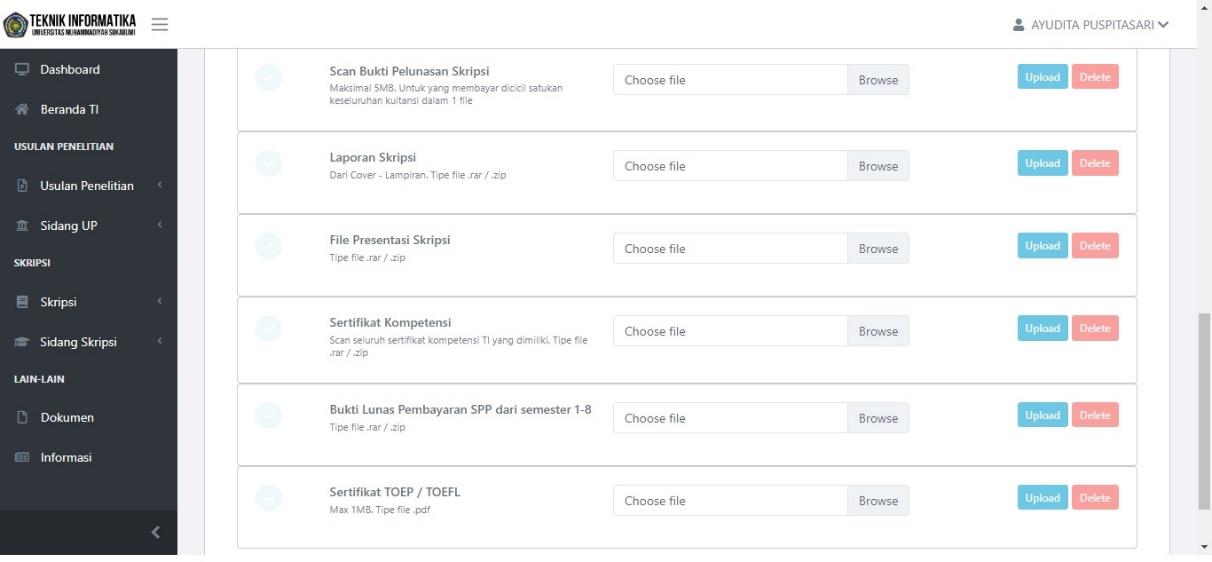 TEKNIK INFORMATIKA
UNIVERSITAS MUHAMMADIYAH SUKABUMI
AYUDITA PUSPITASARI
Dashboard
Beranda TI
USULAN PENELITIAN
Usulan Penelitian
Sidang UP
SKRIPSI
Skripsi
Sidang Skripsi
LAIN-LAIN
Dokumen
Informasi
Scan Bukti Pelunasan Skripsi
Maksimal 5MB. Untuk yang membayar dicicil satukan
keseluruhan kuitansi dalam 1 file
Choose file Browse Upload Delete
Laporan Skripsi
Dari Cover - Lampiran. Tipe file .rar / .zip
Choose file Browse Upload Delete
File Presentasi Skripsi
Tipe file .rar / .zip
Choose file Browse Upload Delete
Sertifikat Kompetensi
Scan seluruh sertifikat kompetensi TI yang dimiliki. Tipe file
.rar / .zip
Choose file Browse Upload Delete
Bukti Lunas Pembayaran SPP dari semester 1-8
Tipe file .rar / .zip
Choose file Browse Upload Delete
Sertifikat TOEP / TOEFL
Max 1MB. Tipe file .pdf
Choose file Browse Upload Delete